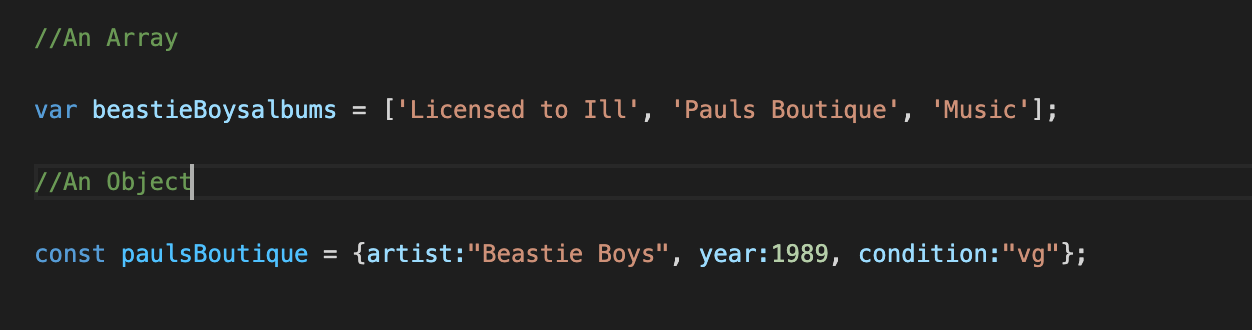 //An Array
var beastieBoysalbums = ['Licensed to Ill', 'Pauls Boutique', 'Music'];
//An Object
const paulsBoutique = {artist:"Beastie Boys", year:1989, condition:"vg"};